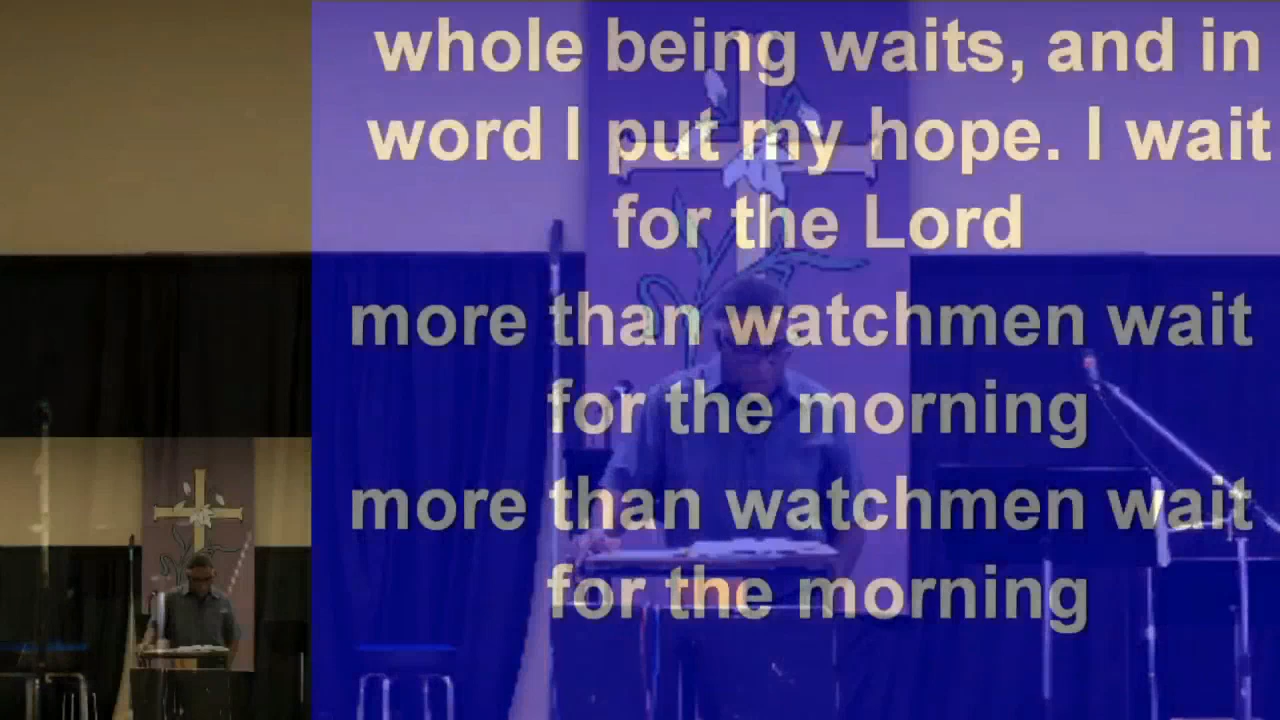 whole being waits, and in
word I put my hope. I wait
for the Lord
more than watchmen wait
for the morning
more than watchmen wait
for the morning